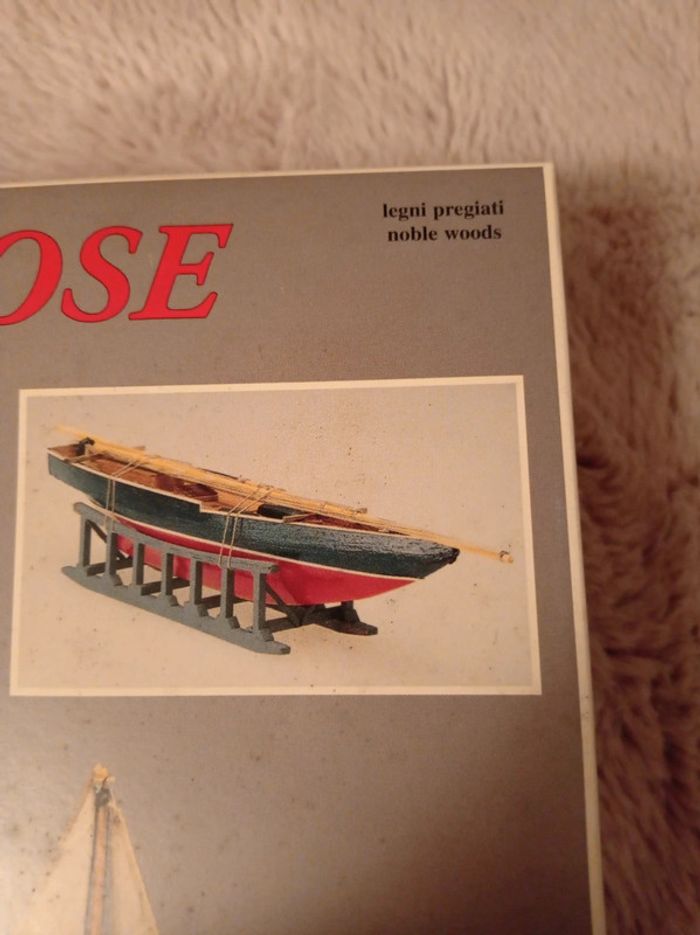 OSE
legni pregiati
noble woods